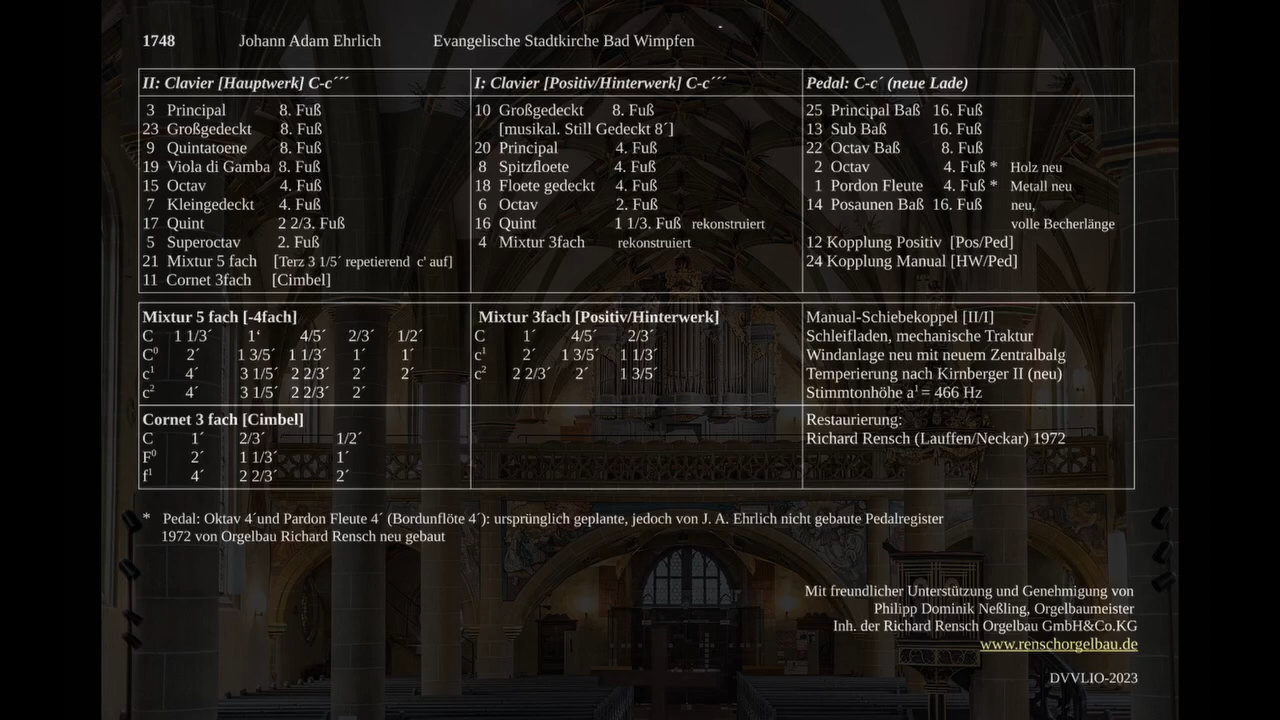 1748 Johann Adam Ehrlich Evangelische Stadtkirche Bad Wimpfen
II: Clavier [Hauptwerk] C-c´´´
3 Principal 8. Fuß
23 Großgedeckt 8. Fuß
9 Quintatoene 8. Fuß
19 Viola di Gamba 8. Fuß
15 Octav 4. Fuß
7 Kleingedeckt 4. Fuß
17 Quint 2 2/3. Fuß
5 Superoctav 2. Fuß
21 Mixtur 5 fach [Terz 3 1/5´ repetierend c' auf]
11 Cornet 3fach [Cimbel]
I: Clavier [Positiv/Hinterwerk] C-c´´´
10 Großgedeckt 8. Fuß
[musikal. Still Gedeckt 8´]
20 Principal 4. Fuß
8 Spitzfloete 4. Fuß
18 Floete gedeckt 4. Fuß
6 Octav 2. Fuß
16 Quint 1 1/3. Fuß rekonstruiert
4 Mixtur 3fach rekonstruiert
Pedal: C-c´ (neue Lade)
25 Principal Baß 16. Fuß
13 Sub Baß 16. Fuß
22 Octav Baß 8. Fuß
2 Octav 4. Fuß * Holz neu
1 Pordon Fleute 4. Fuß * Metall neu
14 Posaunen Baß 16. Fuß neu,
volle Becherlänge
12 Kopplung Positiv [Pos/Ped]
24 Kopplung Manual [HW/Ped]
Mixtur 5 fach [-4fach]
C 1 1/3´ 1‘ 4/5´ 2/3´ 1/2´
C⁰ 2´ 1 3/5´ 1 1/3´ 1´ 1´
c¹ 4´ 3 1/5´ 2 2/3´ 2´ 2´
c² 4´ 3 1/5´ 2 2/3´ 2´
Mixtur 3fach [Positiv/Hinterwerk]
C 1´ 4/5´ 2/3´
c¹ 2´ 1 3/5´ 1 1/3´
c² 2 2/3´ 2´ 1 3/5´
Manual-Schiebekoppel [II/I]
Schleifladen, mechanische Traktur
Windanlage neu mit neuem Zentralbalg
Temperierung nach Kirnberger II (neu)
Stimmtonhöhe a¹ = 466 Hz
Cornet 3 fach [Cimbel]
C 1´ 2/3´ 1/2´
F⁰ 2´ 1 1/3´ 1´
f¹ 4´ 2 2/3´ 2´
Restaurierung:
Richard Rensch (Lauffen/Neckar) 1972
* Pedal: Oktav 4´und Pardon Fleute 4´ (Bordunflöte 4´): ursprünglich geplante, jedoch von J. A. Ehrlich nicht gebaute Pedalregister
1972 von Orgelbau Richard Rensch neu gebaut
Mit freundlicher Unterstützung und Genehmigung von
Philipp Dominik Neßling, Orgelbaumeister
Inh. der Richard Rensch Orgelbau GmbH&Co.KG
www.renschorgelbau.de
DVVLIO-2023